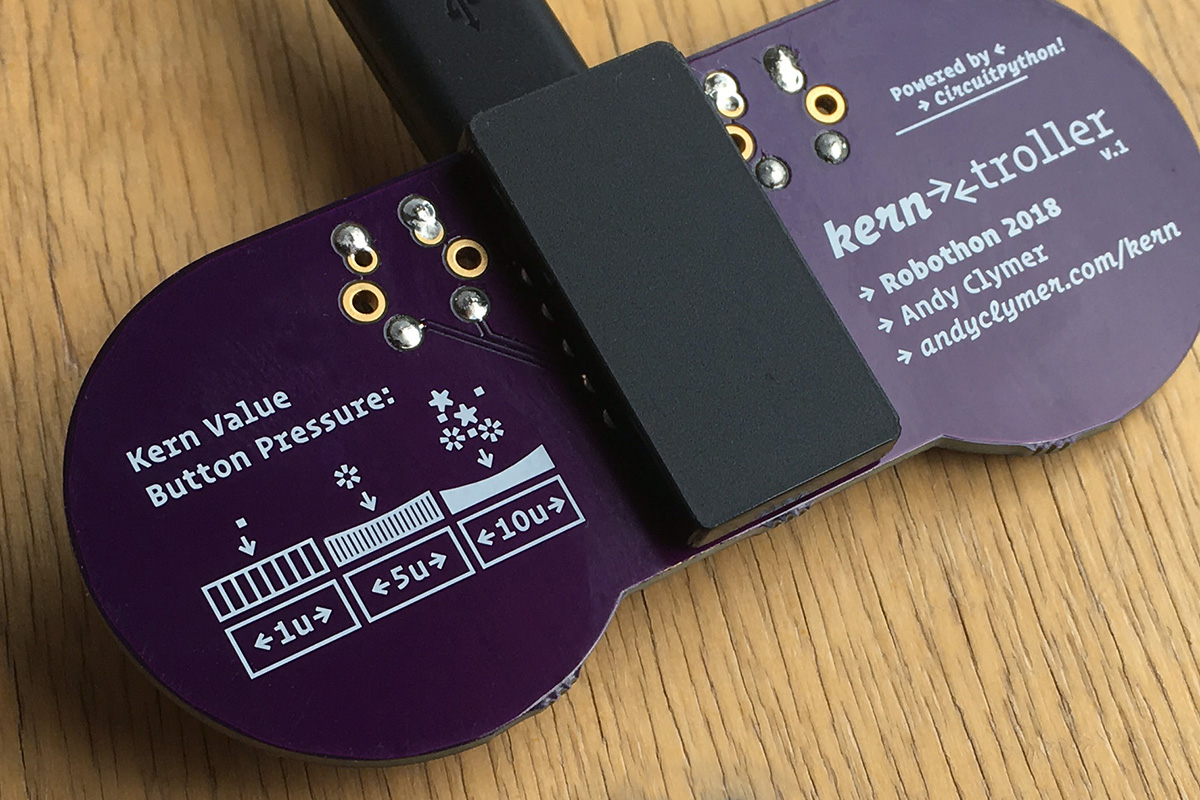 Powered by ←
→ CircuitPython!
kern→←troller
v.1
→ Robothon 2018
→ Andy Clymer
→ andyclymer.com/kern
Kern Value
Button Pressure:
←1u→
←5u→
←10u→